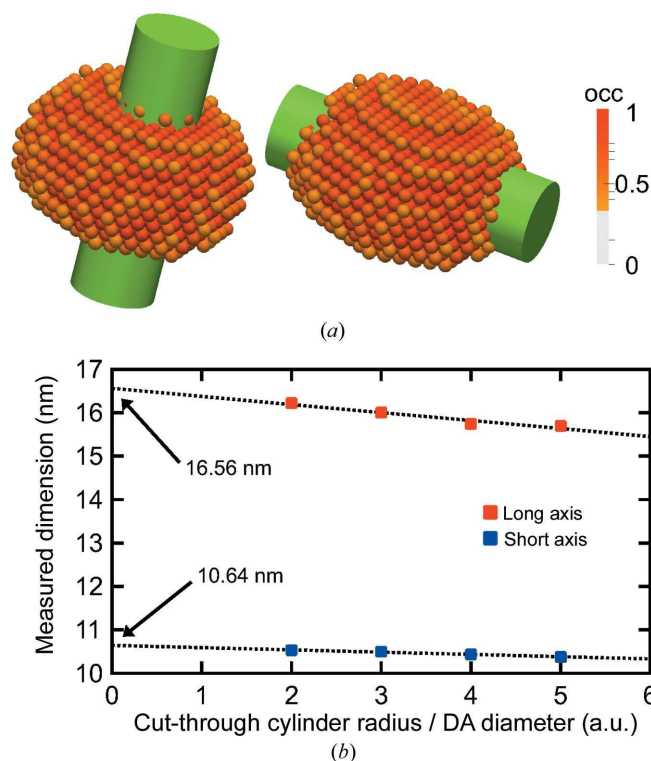 occ
1
0.5
0
(a)
17
16
15
14
13
12
11
10
Measured dimension (nm)
16.56 nm
10.64 nm
Long axis
Short axis
0 1 2 3 4 5 6
Cut-through cylinder radius / DA diameter (a.u.)
(b)